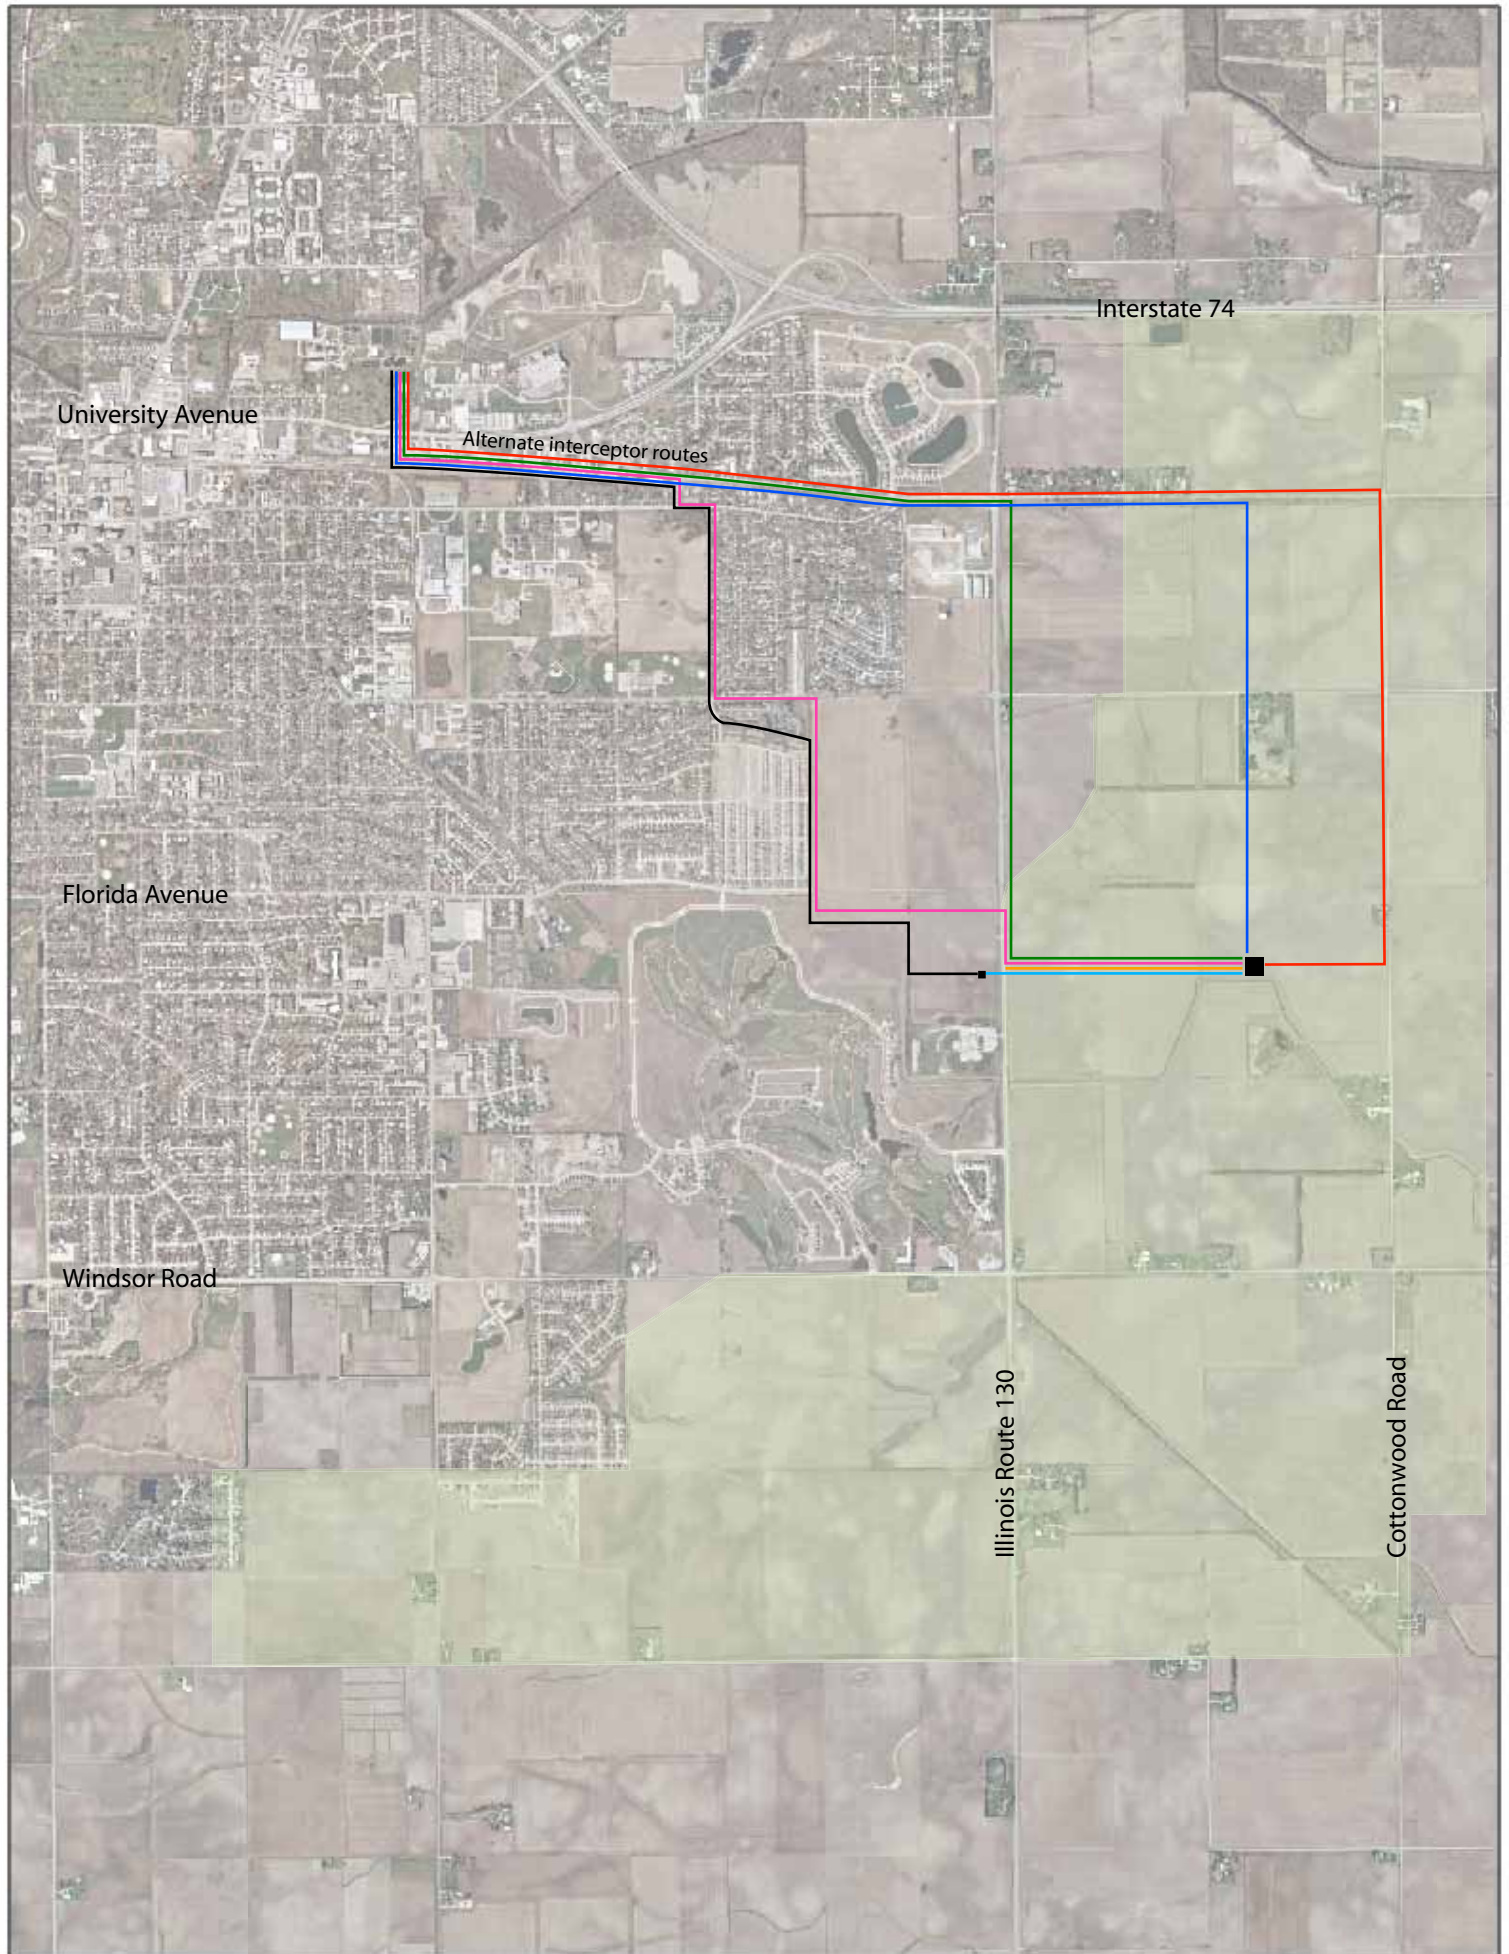 Interstate 74
University Avenue
Alternate interceptor routes
Florida Avenue
Windsor Road
Illinois Route 130
Cottonwood Road